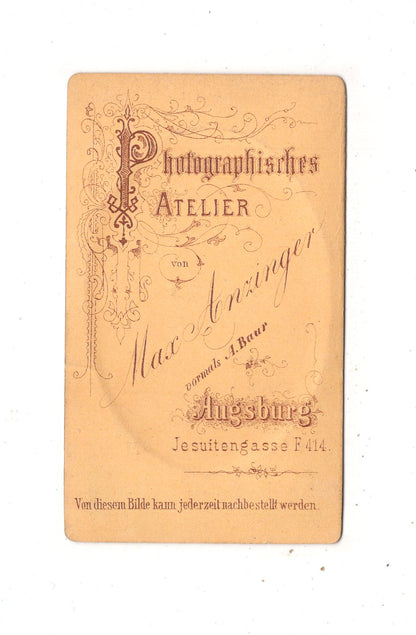 Photographisches
ATELIER
von
Max Anzinger
vormals A. Baur
Augsburg
Jesuitengasse F 414.
Von diesem Bilde kann jederzeit nachbestellt werden.